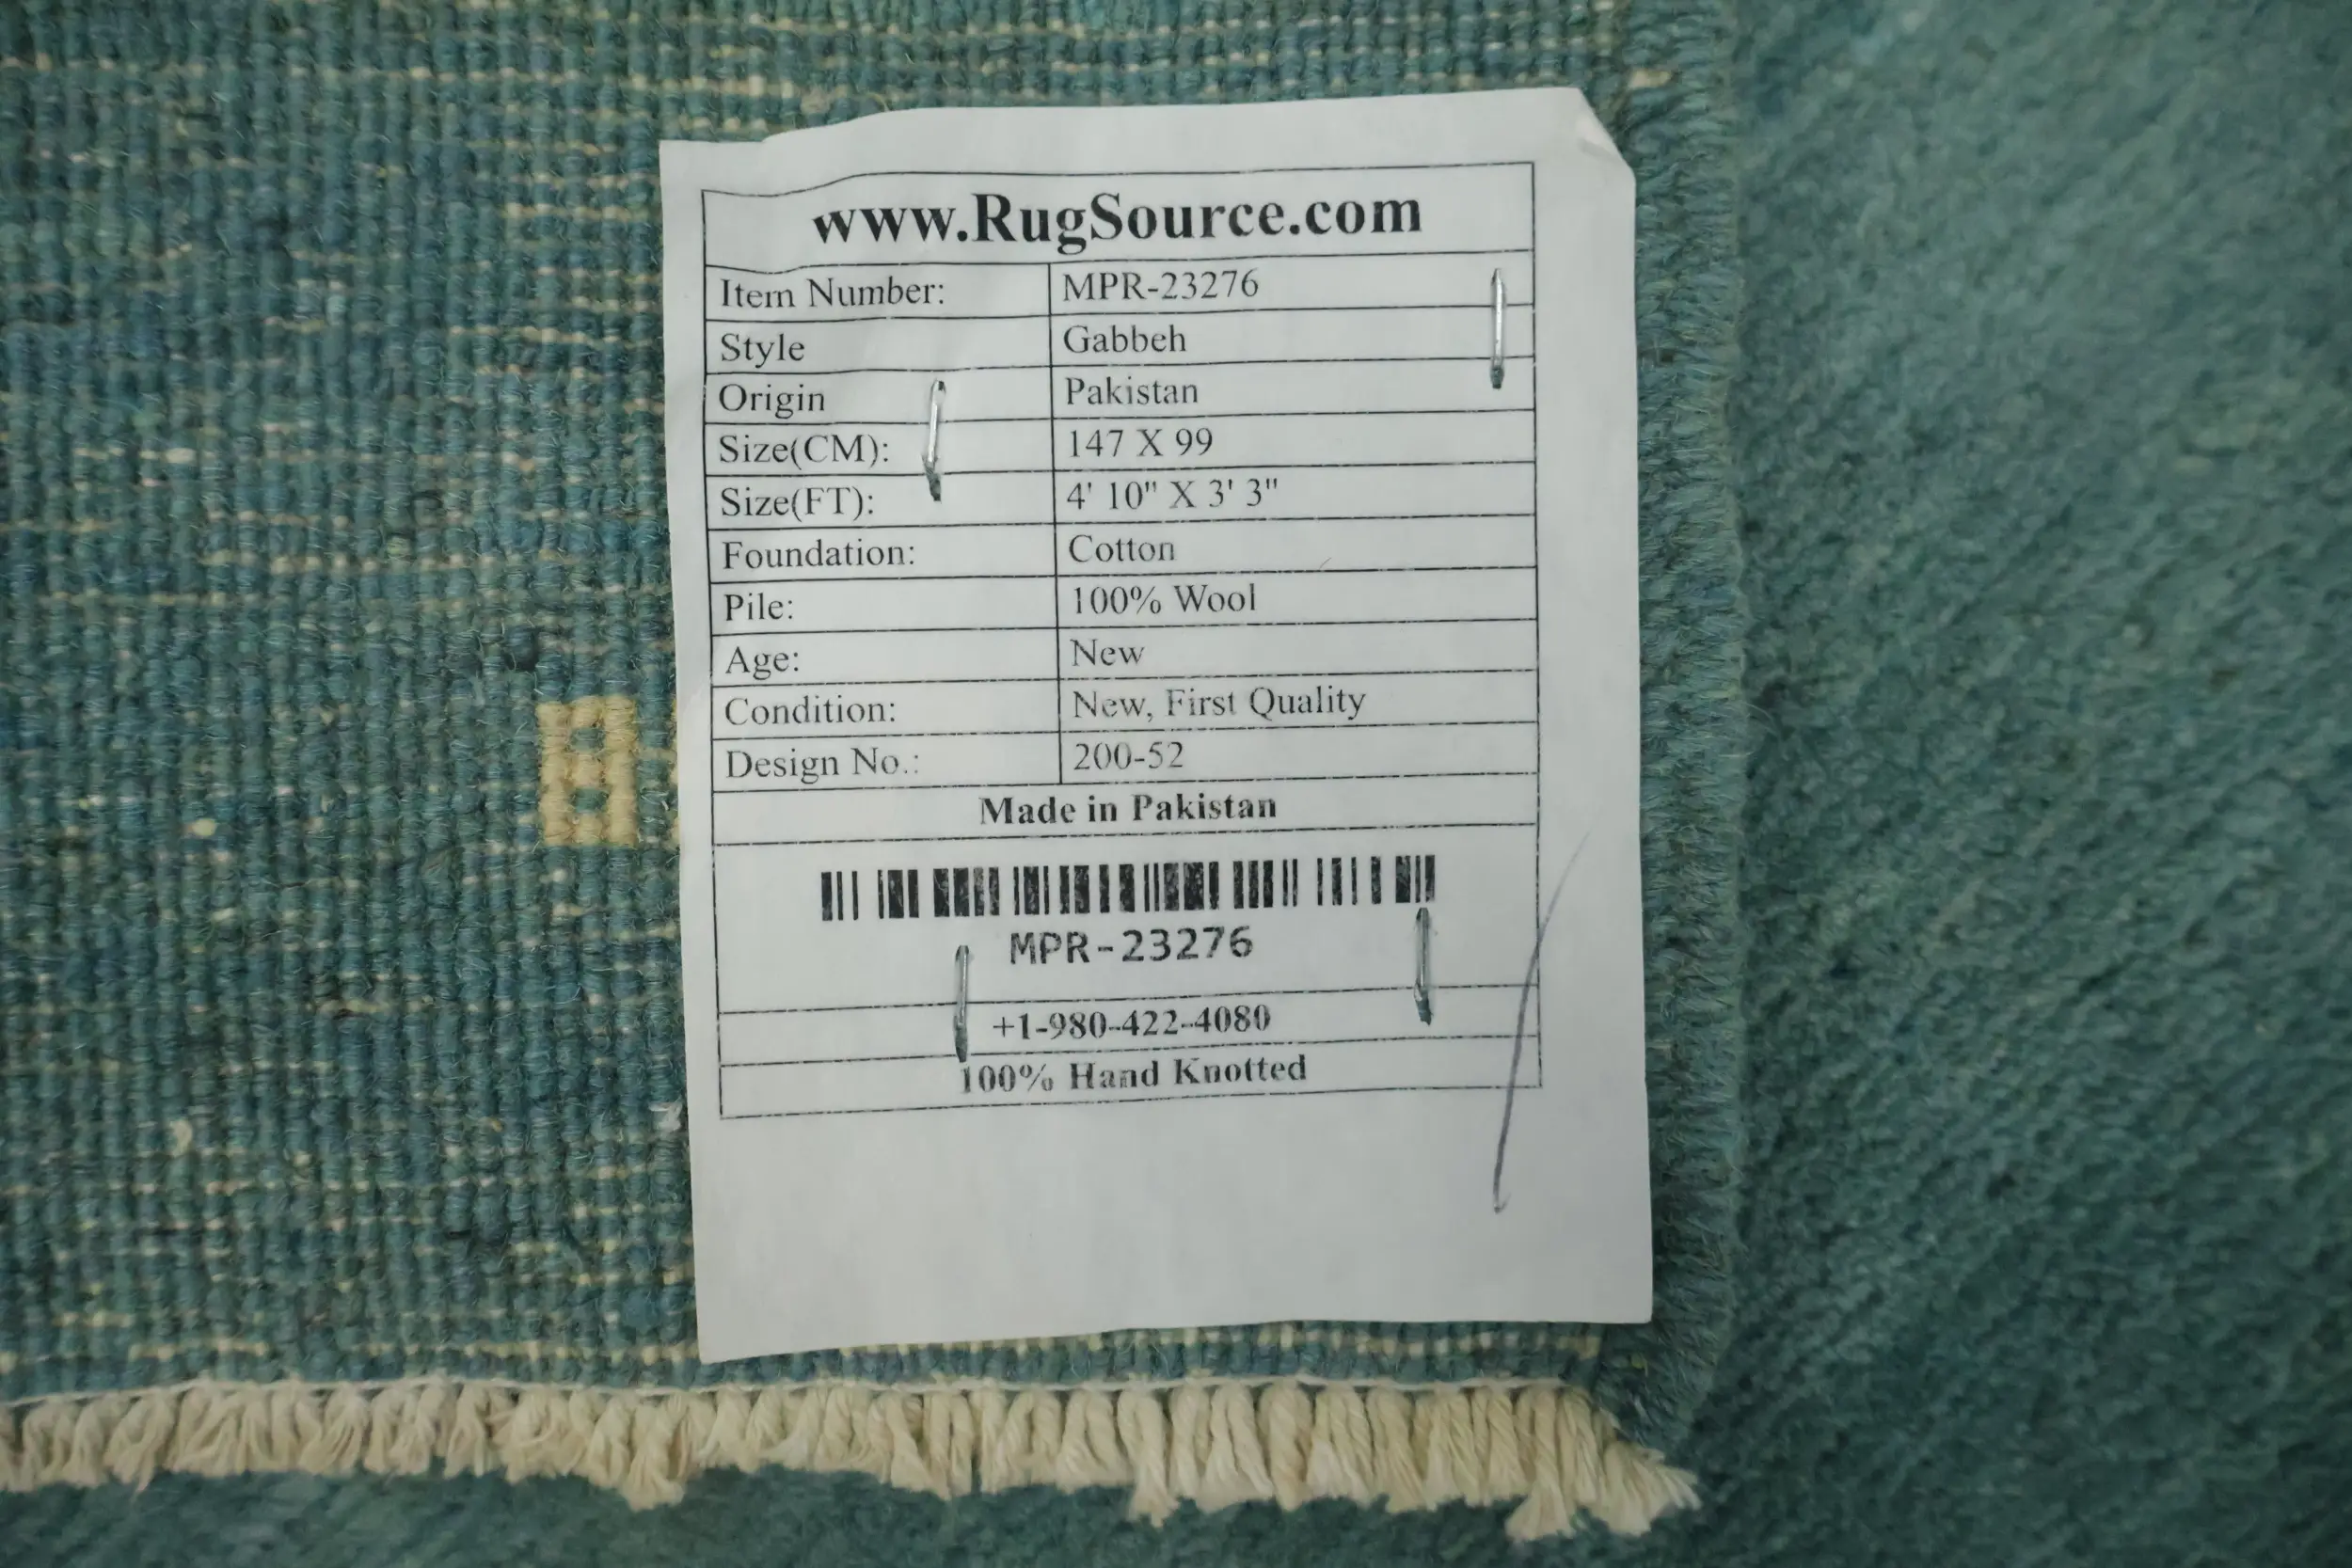 www.RugSource.com
Item Number: MPR-23276
Style Gabbeh
Origin Pakistan
Size(CM): 147 X 99
Size(FT): 4' 10" X 3' 3"
Foundation: Cotton
Pile: 100% Wool
Age: New
Condition: New, First Quality
Design No.: 200-52
Made in Pakistan
MPR-23276
+1-980-422-4080
100% Hand Knotted